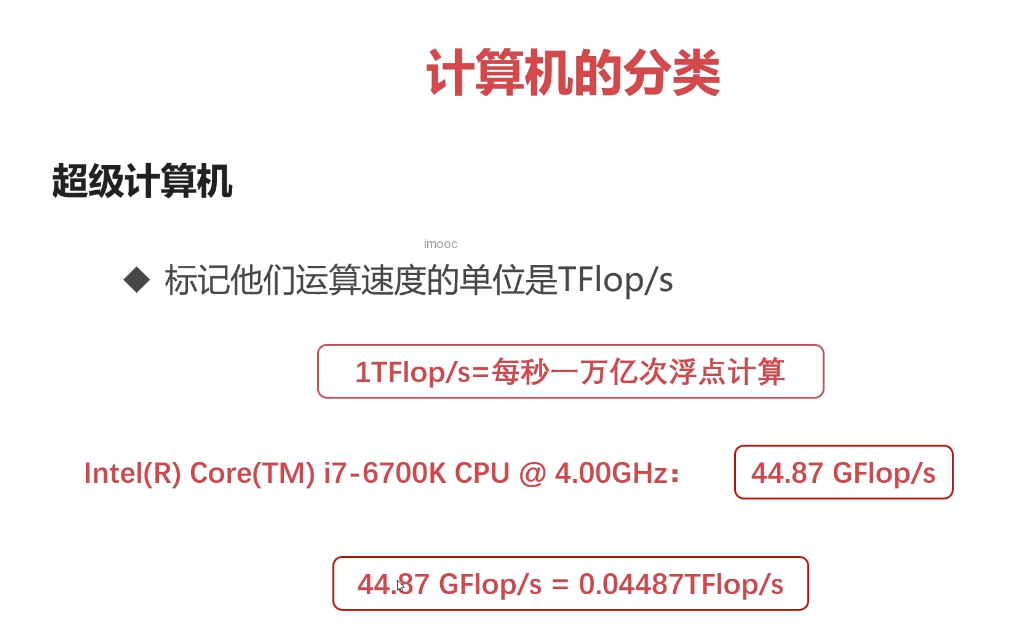 计算机的分类
超级计算机
imooc
◆ 标记他们运算速度的单位是TFlop/s
1TFlop/s=每秒一万亿次浮点计算
Intel(R) Core(TM) i7-6700K CPU @ 4.00GHz： 44.87 GFlop/s
44.87 GFlop/s = 0.04487TFlop/s